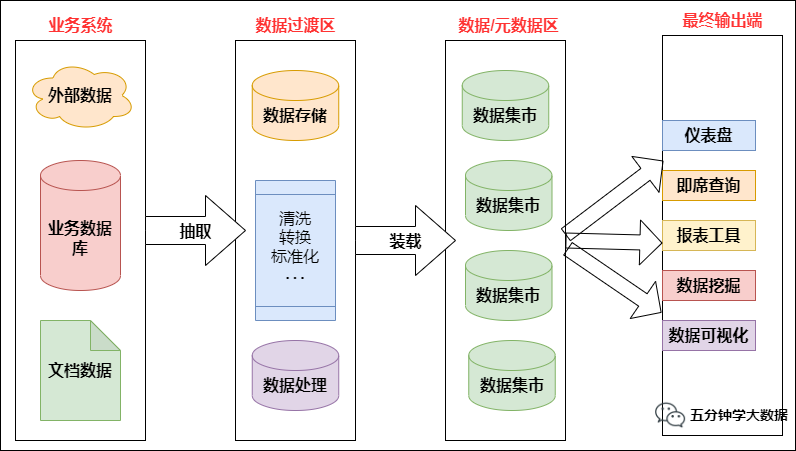 业务系统
数据过渡区
数据/元数据区
最终输出端
外部数据
业务数据
库
文档数据
抽取
数据存储
清洗
转换
标准化
...
数据处理
装载
数据集市
数据集市
数据集市
数据集市
仪表盘
即席查询
报表工具
数据挖掘
数据可视化
五分钟学大数据